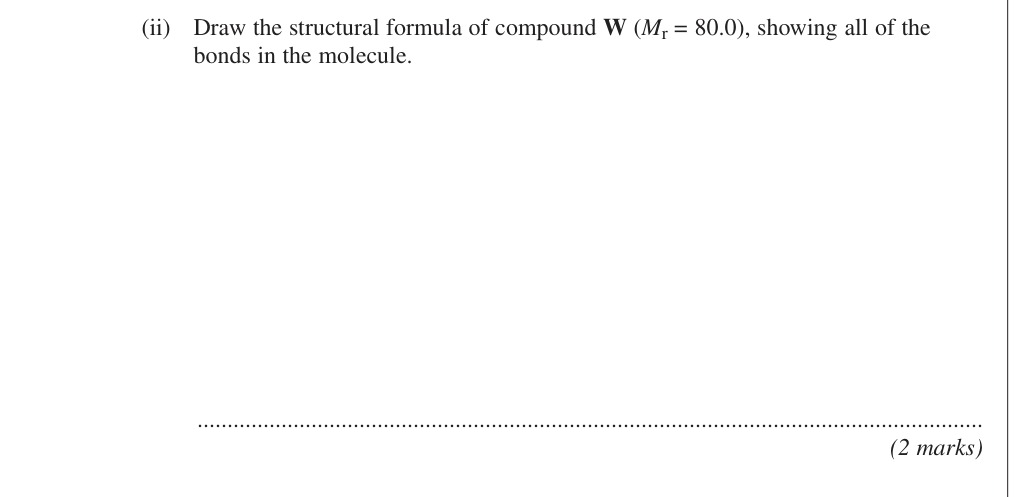 (ii) Draw the structural formula of compound W (Mr = 80.0), showing all of the
bonds in the molecule.
....................................................................................................................................
(2 marks)